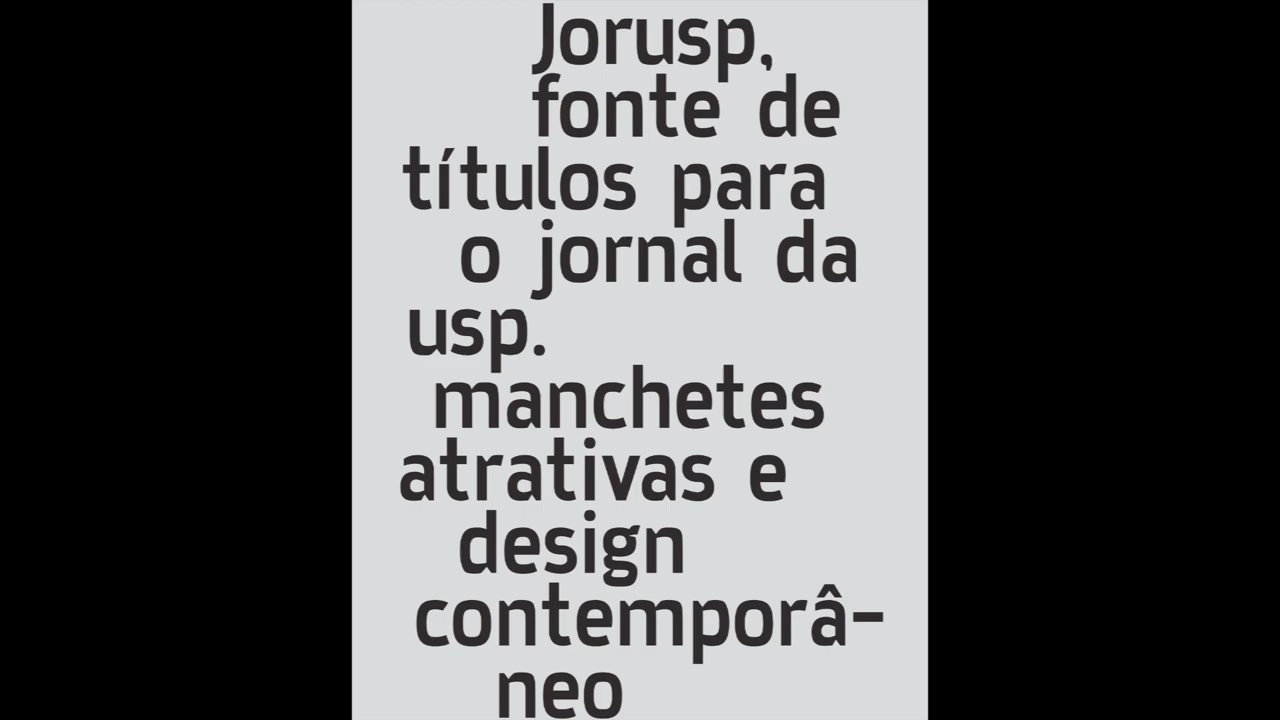 Jorusp,
fonte de
títulos para
o jornal da
usp.
manchetes
atrativas e
design
contemporâ-
neo